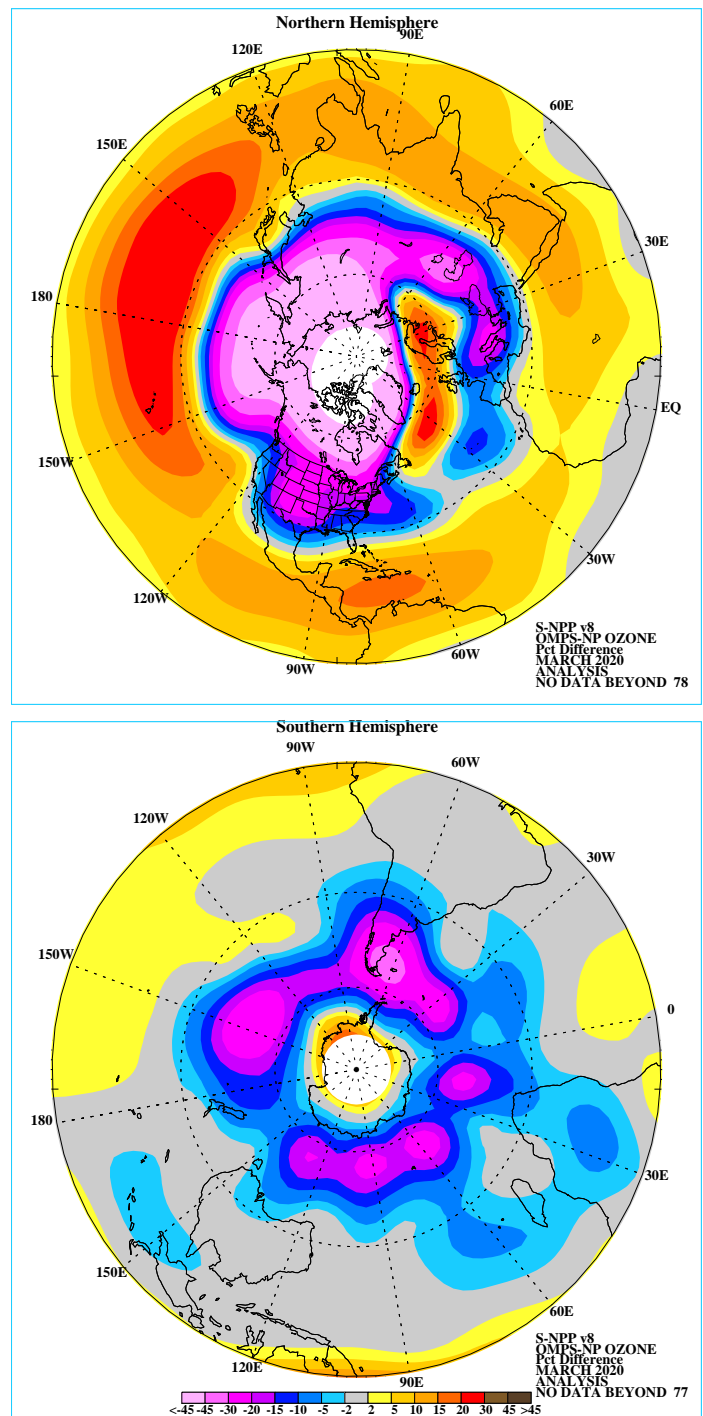 Northern Hemisphere
90E
120E
60E
150E
30E
180
EQ
150W
30W
120W
60W
90W
S-NPP v8
OMPS-NP OZONE
Pct Difference
MARCH 2020
ANALYSIS
NO DATA BEYOND 78
Southern Hemisphere
90W
60W
120W
30W
150W
0
180
30E
150E
60E
120E
90E
S-NPP v8
OMPS-NP OZONE
Pct Difference
MARCH 2020
ANALYSIS
NO DATA BEYOND 77
<-45 -45 -30 -20 -15 -10 -5 -2 2 5 10 15 20 30 45 >45